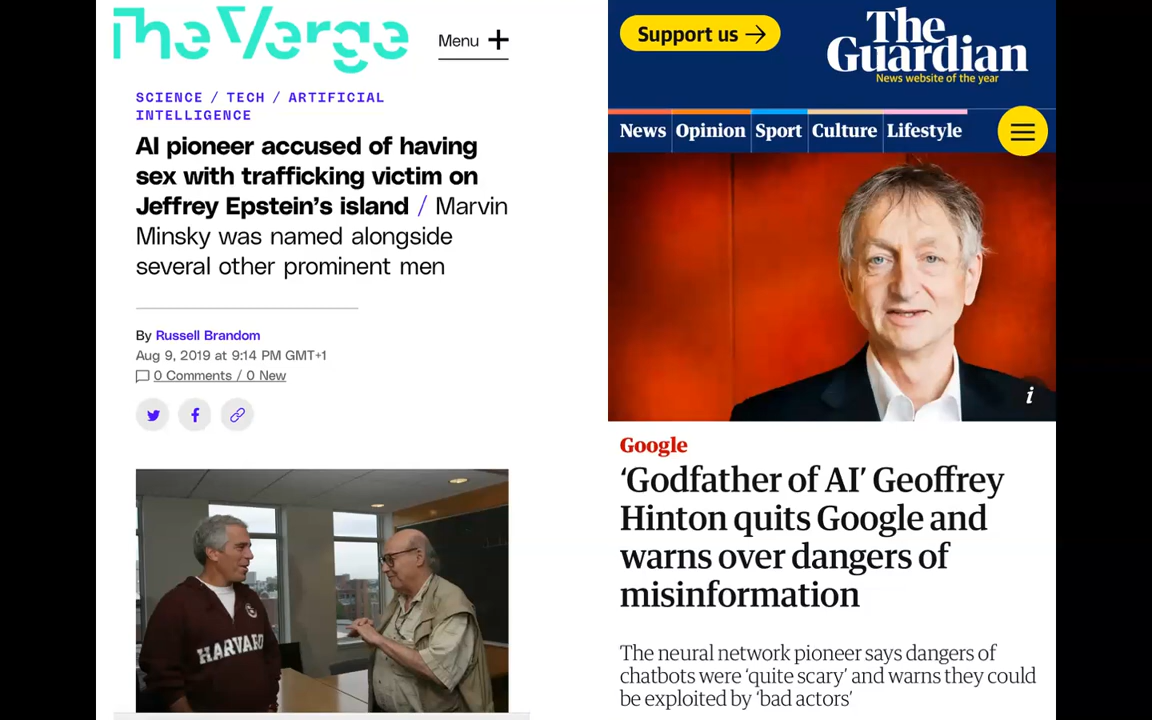 The Verge
Menu +
SCIENCE / TECH / ARTIFICIAL
INTELLIGENCE
AI pioneer accused of having
sex with trafficking victim on
Jeffrey Epstein’s island / Marvin
Minsky was named alongside
several other prominent men
By Russell Brandom
Aug 9, 2019 at 9:14 PM GMT+1
0 Comments / 0 New
HARVARD
Support us →
The
Guardian
News website of the year
News Opinion Sport Culture Lifestyle
i
Google
‘Godfather of AI’ Geoffrey
Hinton quits Google and
warns over dangers of
misinformation
The neural network pioneer says dangers of
chatbots were ‘quite scary’ and warns they could
be exploited by ‘bad actors’